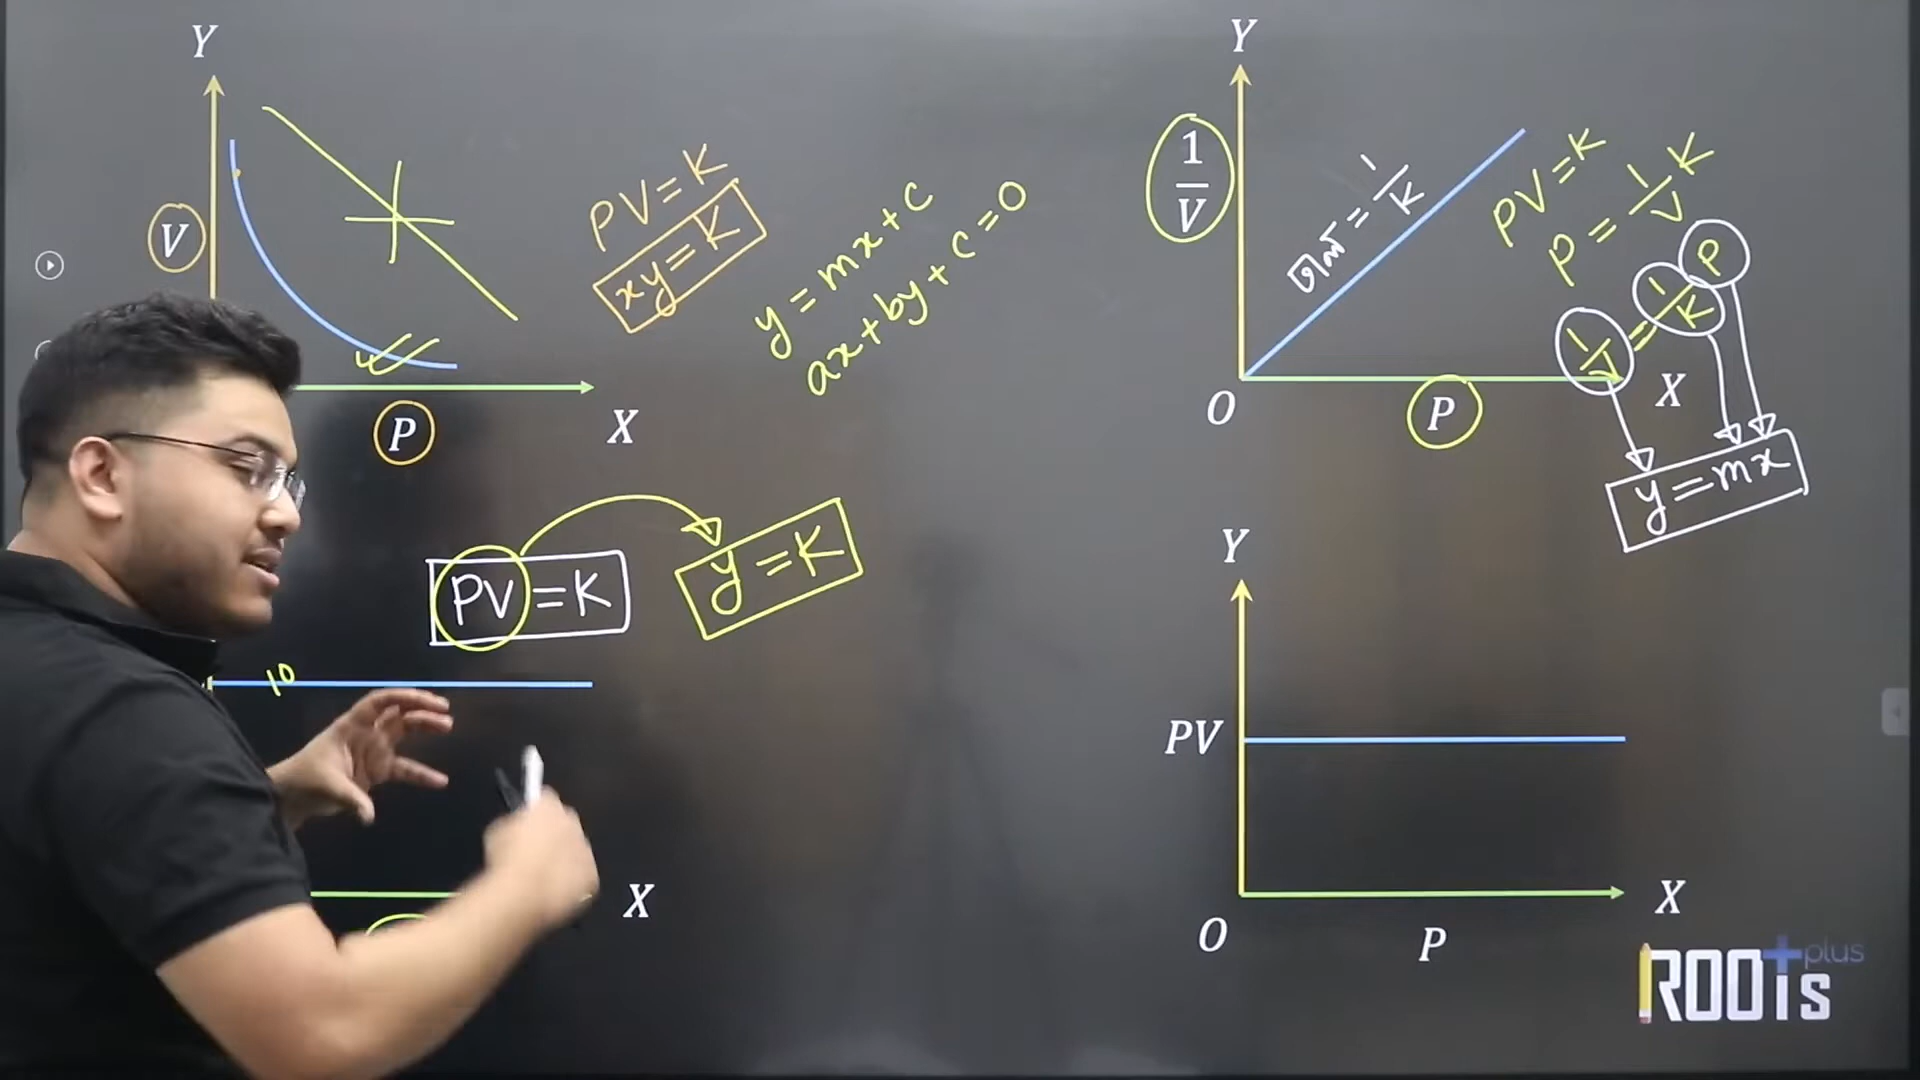 Y
V
P
X
PV = K
xy = K
y = mx + c
ax + by + c = 0
Y
1/V
ঢাল = 1/K
O
P
X
PV = K
P = 1/V K
1/V = 1/K P
y = mx
PV = K
y = K
10
X
Y
PV
O
P
X
ROOTs plus